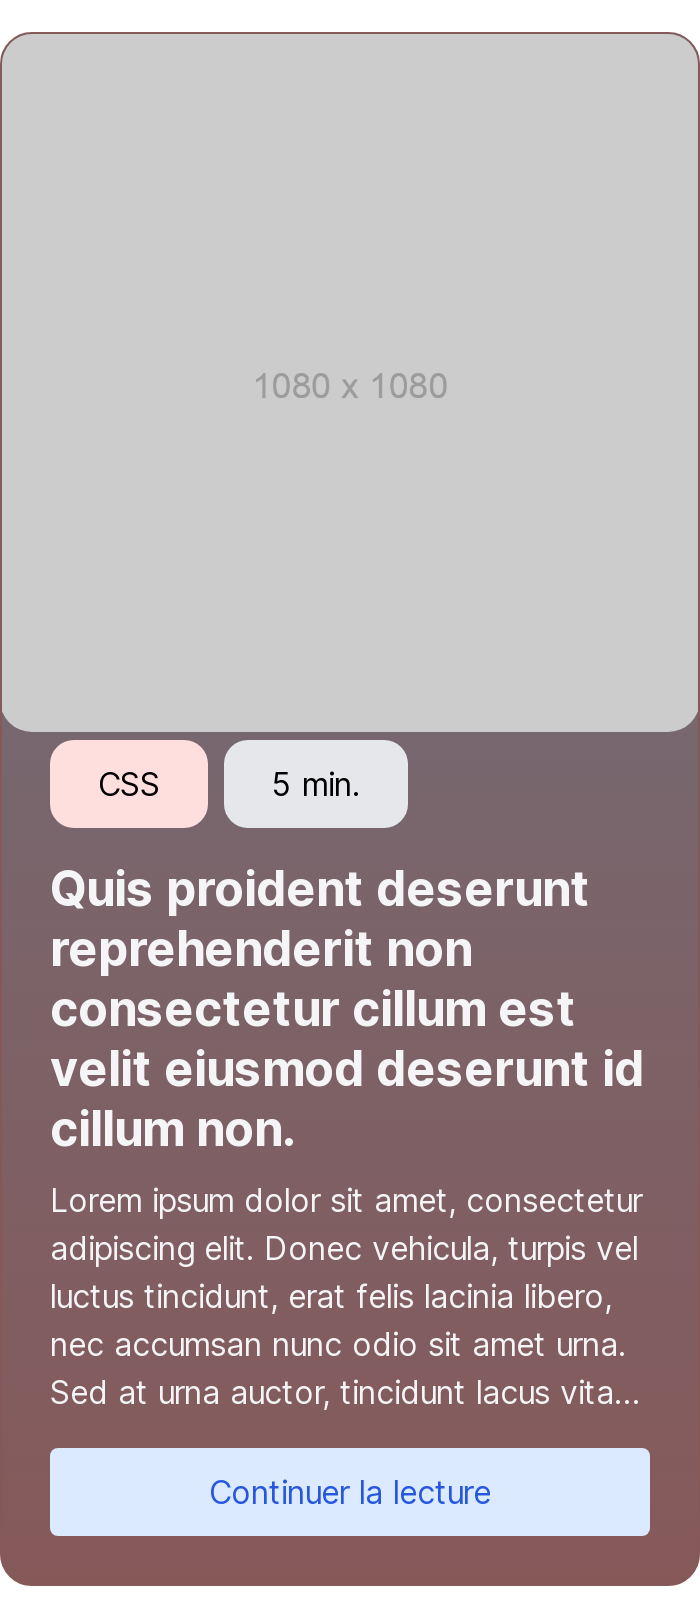 1080 x 1080
CSS
5 min.
Quis proident deserunt
reprehenderit non
consectetur cillum est
velit eiusmod deserunt id
cillum non.
Lorem ipsum dolor sit amet, consectetur
adipiscing elit. Donec vehicula, turpis vel
luctus tincidunt, erat felis lacinia libero,
nec accumsan nunc odio sit amet urna.
Sed at urna auctor, tincidunt lacus vita...
Continuer la lecture